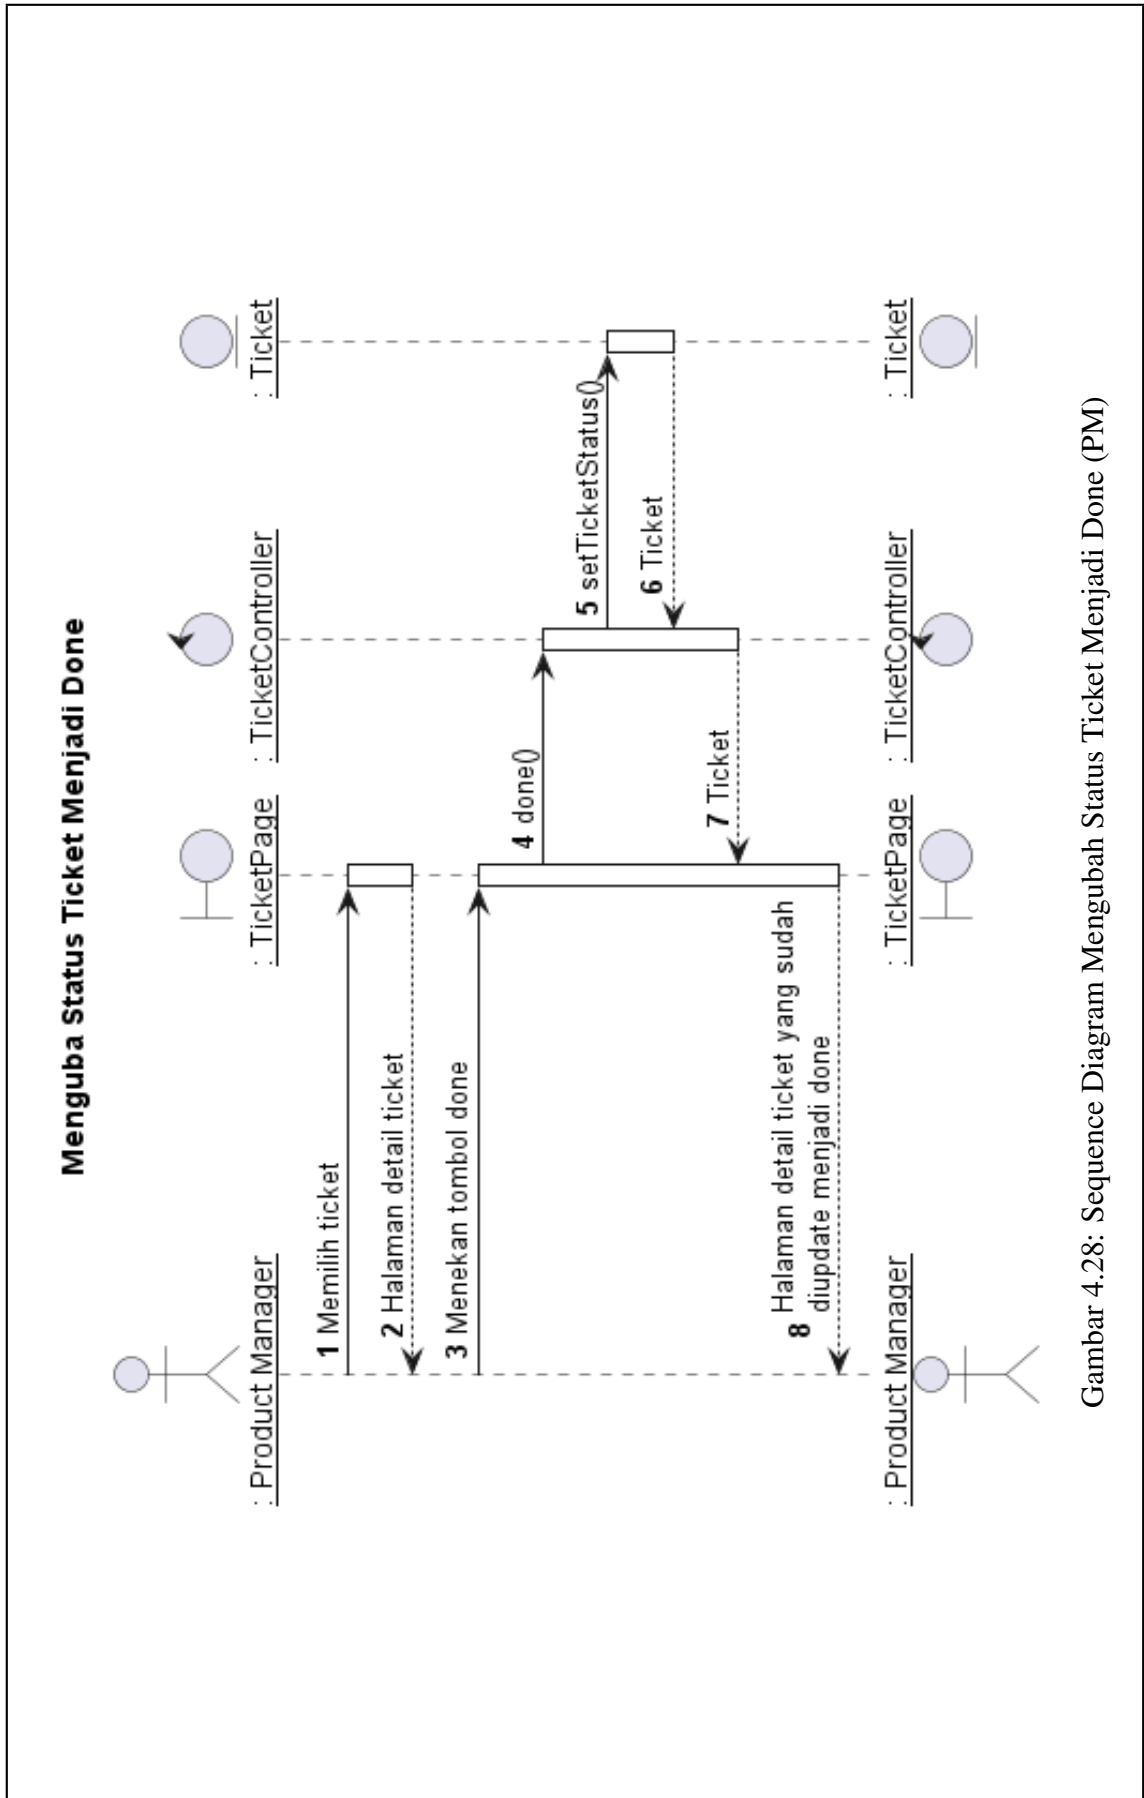 Menguba Status Ticket Menjadi Done
: Product Manager
: TicketPage
: TicketController
: Ticket
1 Memilih ticket
2 Halaman detail ticket
3 Menekan tombol done
4 done()
5 setTicketStatus()
6 Ticket
7 Ticket
8 Halaman detail ticket yang sudah
diupdate menjadi done
: Product Manager
: TicketPage
: TicketController
: Ticket
Gambar 4.28: Sequence Diagram Mengubah Status Ticket Menjadi Done (PM)